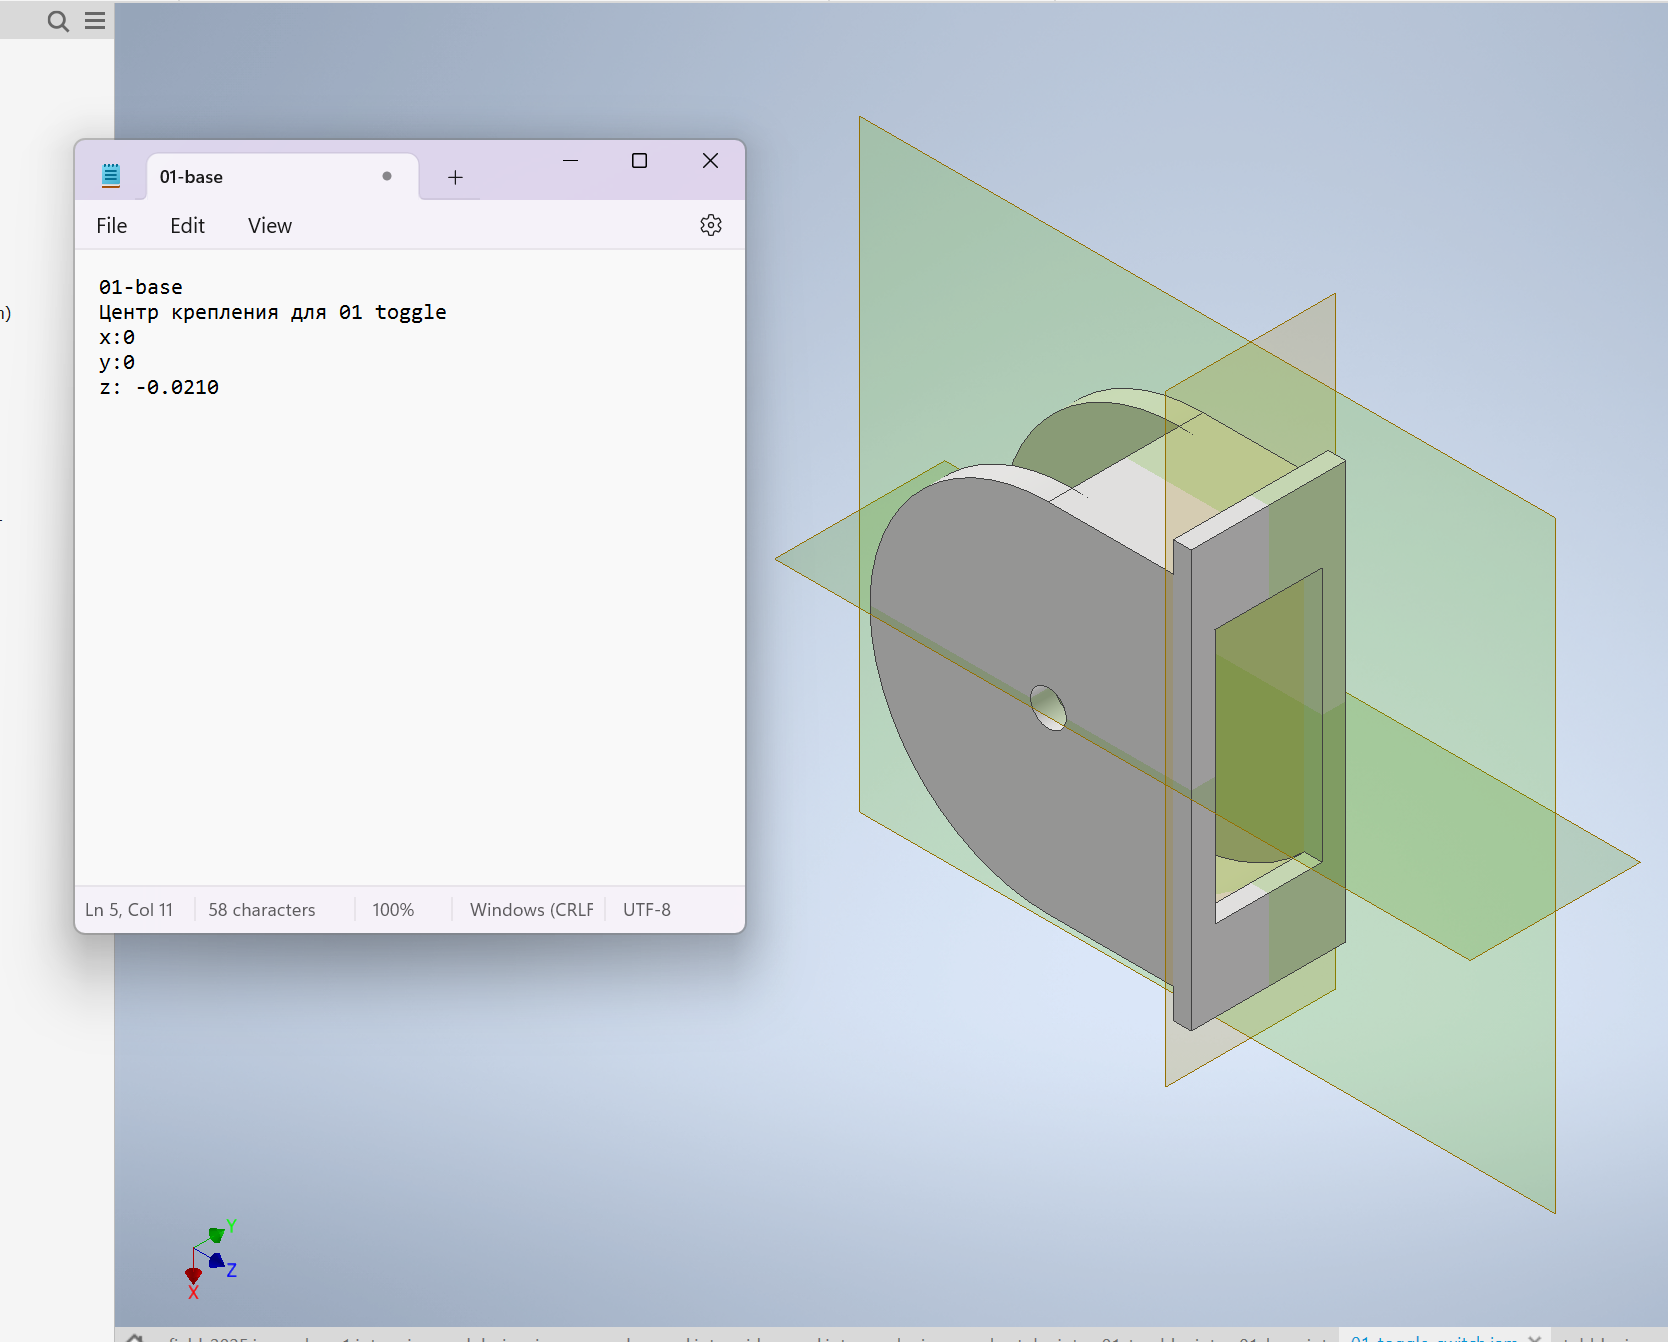 01-base
File Edit View
01-base
Центр крепления для 01 toggle
x:0
y:0
z: -0.0210
Ln 5, Col 11 58 characters 100% Windows (CRLF UTF-8
Y
Z
X